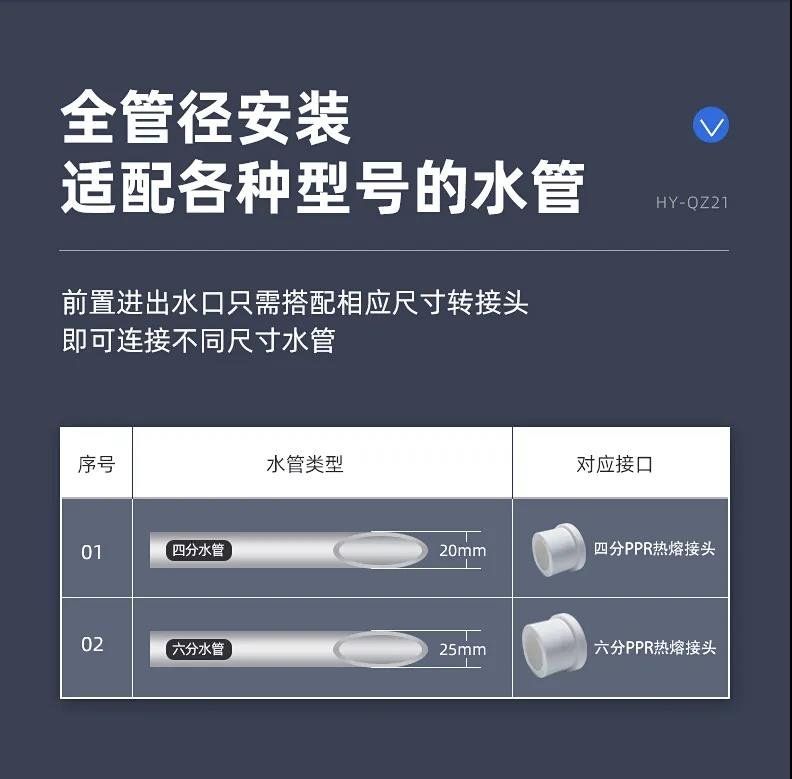 全管径安装
适配各种型号的水管
HY-QZ21
前置进出水口只需搭配相应尺寸转接头
即可连接不同尺寸水管
序号 水管类型 对应接口
01 四分水管 20mm 四分PPR热熔接头
02 六分水管 25mm 六分PPR热熔接头